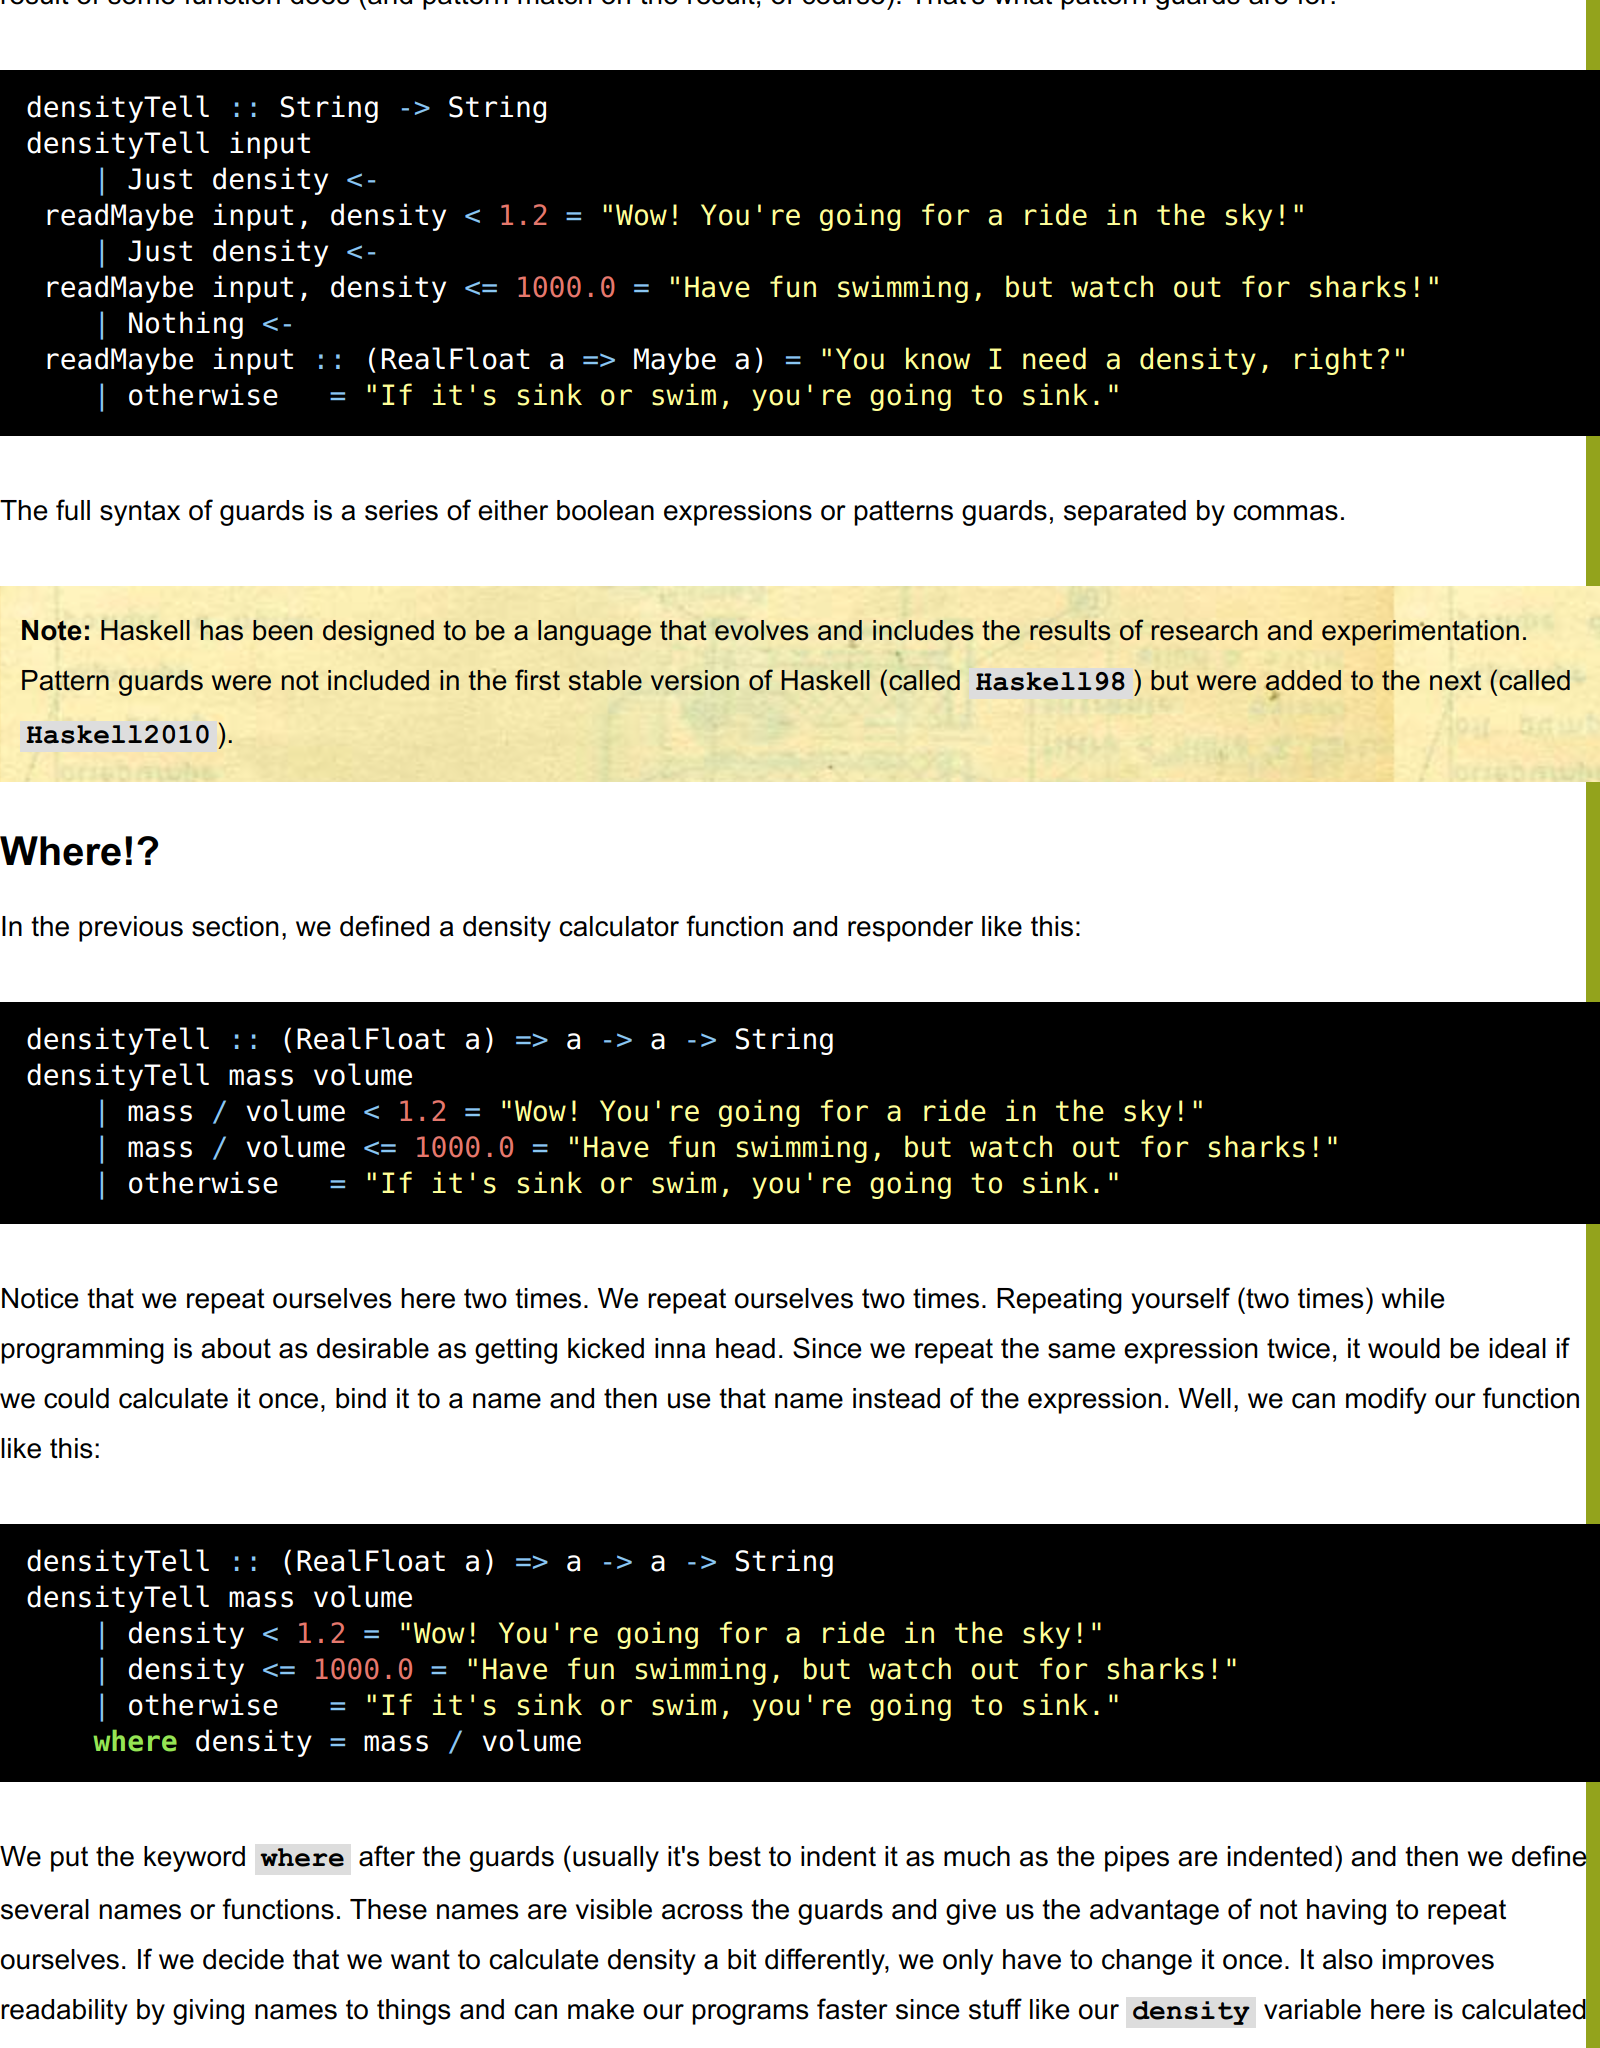 result of some function does (and pattern match on the result, of course). That's what pattern guards are for.
densityTell :: String -> String
densityTell input
    | Just density <-
 readMaybe input, density < 1.2 = "Wow! You're going for a ride in the sky!"
    | Just density <-
 readMaybe input, density <= 1000.0 = "Have fun swimming, but watch out for sharks!"
    | Nothing <-
 readMaybe input :: (RealFloat a => Maybe a) = "You know I need a density, right?"
    | otherwise   = "If it's sink or swim, you're going to sink."
The full syntax of guards is a series of either boolean expressions or patterns guards, separated by commas.
Note: Haskell has been designed to be a language that evolves and includes the results of research and experimentation.
Pattern guards were not included in the first stable version of Haskell (called Haskell98) but were added to the next (called
Haskell2010).
Where!?
In the previous section, we defined a density calculator function and responder like this:
densityTell :: (RealFloat a) => a -> a -> String
densityTell mass volume
    | mass / volume < 1.2 = "Wow! You're going for a ride in the sky!"
    | mass / volume <= 1000.0 = "Have fun swimming, but watch out for sharks!"
    | otherwise   = "If it's sink or swim, you're going to sink."
Notice that we repeat ourselves here two times. We repeat ourselves two times. Repeating yourself (two times) while
programming is about as desirable as getting kicked inna head. Since we repeat the same expression twice, it would be ideal if
we could calculate it once, bind it to a name and then use that name instead of the expression. Well, we can modify our function
like this:
densityTell :: (RealFloat a) => a -> a -> String
densityTell mass volume
    | density < 1.2 = "Wow! You're going for a ride in the sky!"
    | density <= 1000.0 = "Have fun swimming, but watch out for sharks!"
    | otherwise   = "If it's sink or swim, you're going to sink."
    where density = mass / volume
We put the keyword where after the guards (usually it's best to indent it as much as the pipes are indented) and then we define
several names or functions. These names are visible across the guards and give us the advantage of not having to repeat
ourselves. If we decide that we want to calculate density a bit differently, we only have to change it once. It also improves
readability by giving names to things and can make our programs faster since stuff like our density variable here is calculated